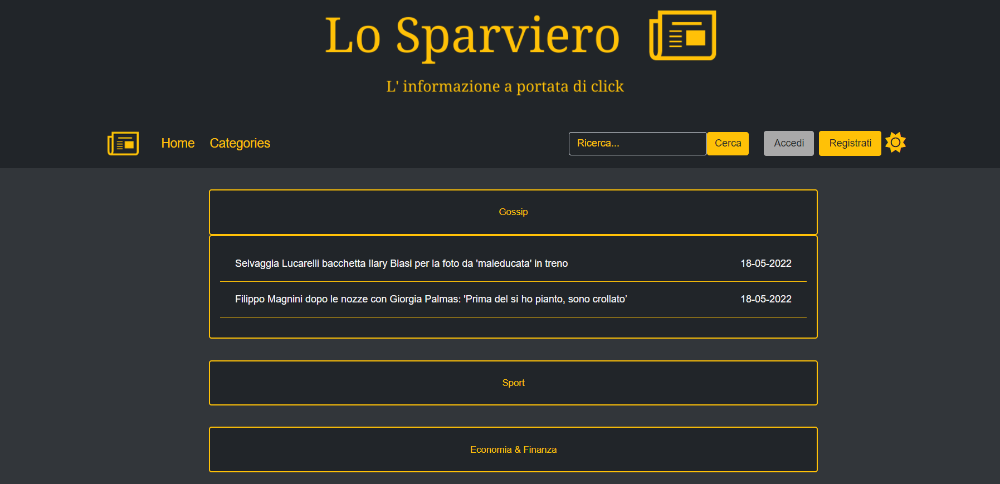 Lo Sparviero
L' informazione a portata di click
Home Categories Ricerca... Cerca Accedi Registrati
Gossip
Selvaggia Lucarelli bacchetta Ilary Blasi per la foto da 'maleducata' in treno 18-05-2022
Filippo Magnini dopo le nozze con Giorgia Palmas: 'Prima del sì ho pianto, sono crollato' 18-05-2022
Sport
Economia & Finanza